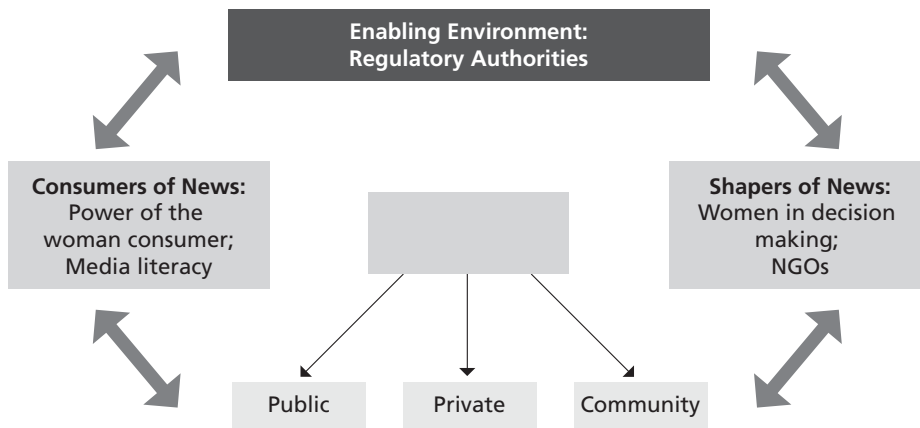 Enabling Environment:
Regulatory Authorities
Consumers of News:
Power of the
woman consumer;
Media literacy
Shapers of News:
Women in decision
making;
NGOs
Public
Private
Community